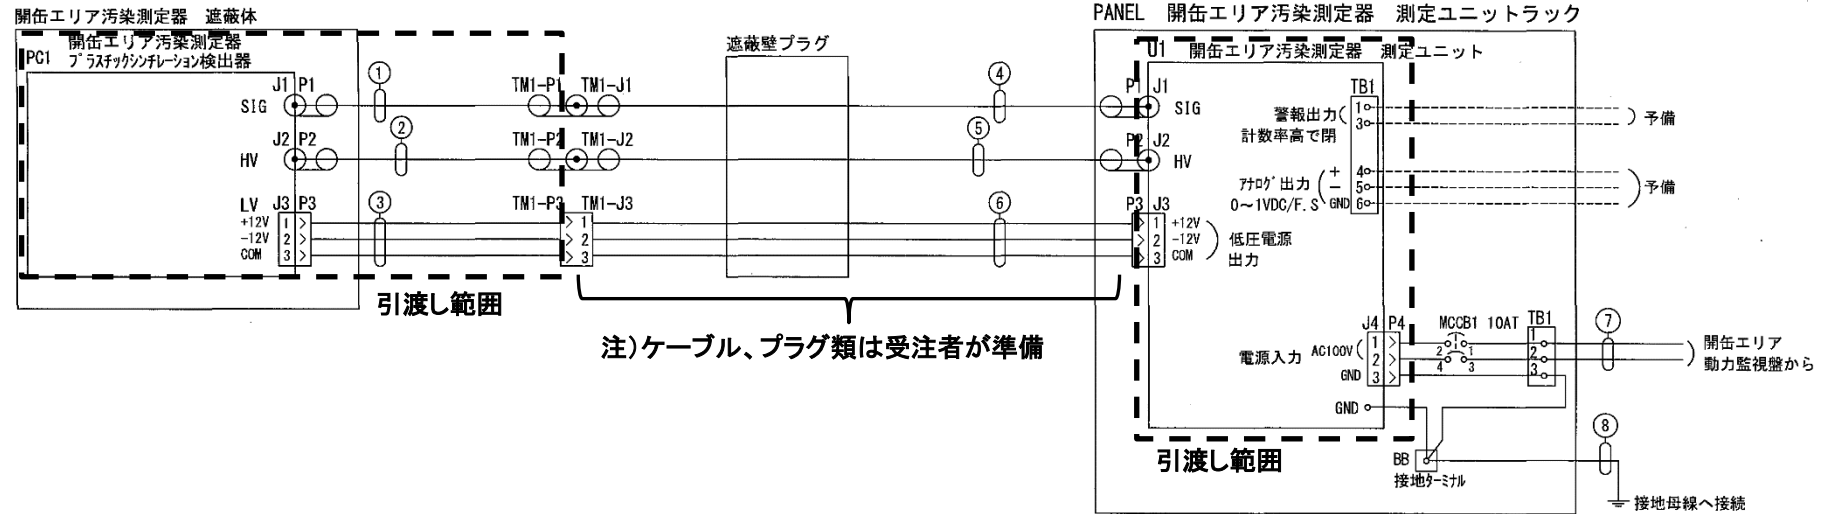 開缶エリア汚染測定器 遮蔽体
開缶エリア汚染測定器
プラスチックシンチレーション検出器
PC1
J1 P1
SIG
J2 P2
HV
LV J3 P3
+12V 1
-12V 2
COM 3
①
②
③
TM1-P1 TM1-J1
TM1-P2 TM1-J2
TM1-P3 TM1-J3
1
2
3
引渡し範囲
遮蔽壁プラグ
④
⑤
⑥
注)ケーブル、プラグ類は受注者が準備
PANEL 開缶エリア汚染測定器 測定ユニットラック
U1 開缶エリア汚染測定器 測定ユニット
P1 J1
SIG
P2 J2
HV
P3 J3
1 +12V
2 -12V
3 COM
低圧電源
出力
TB1
警報出力
計数率高で閉
1
3
予備
アナログ出力
0~1VDC/F.S
+ 4
- 5
GND 6
予備
J4 P4
電源入力 AC100V
1
2
GND 3
GND
MCCB1 10AT
2 1
4 3
TB1
1
2
3
⑦
開缶エリア
動力監視盤から
引渡し範囲
BB
接地ターミナル
⑧
接地母線へ接続